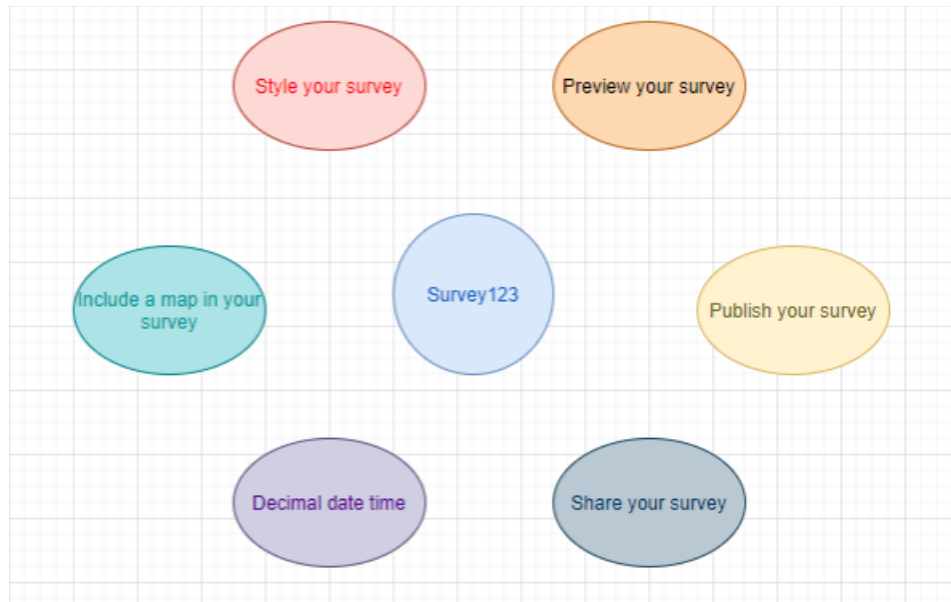 Style your survey
Preview your survey
Include a map in your
survey
Survey123
Publish your survey
Decimal date time
Share your survey